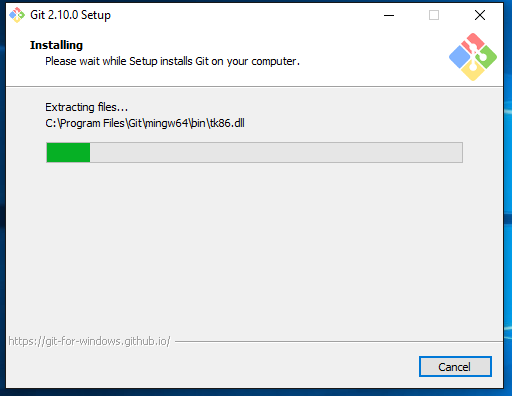 Git 2.10.0 Setup
Installing
Please wait while Setup installs Git on your computer.
Extracting files...
C:\Program Files\Git\mingw64\bin\tk86.dll
https://git-for-windows.github.io/
Cancel